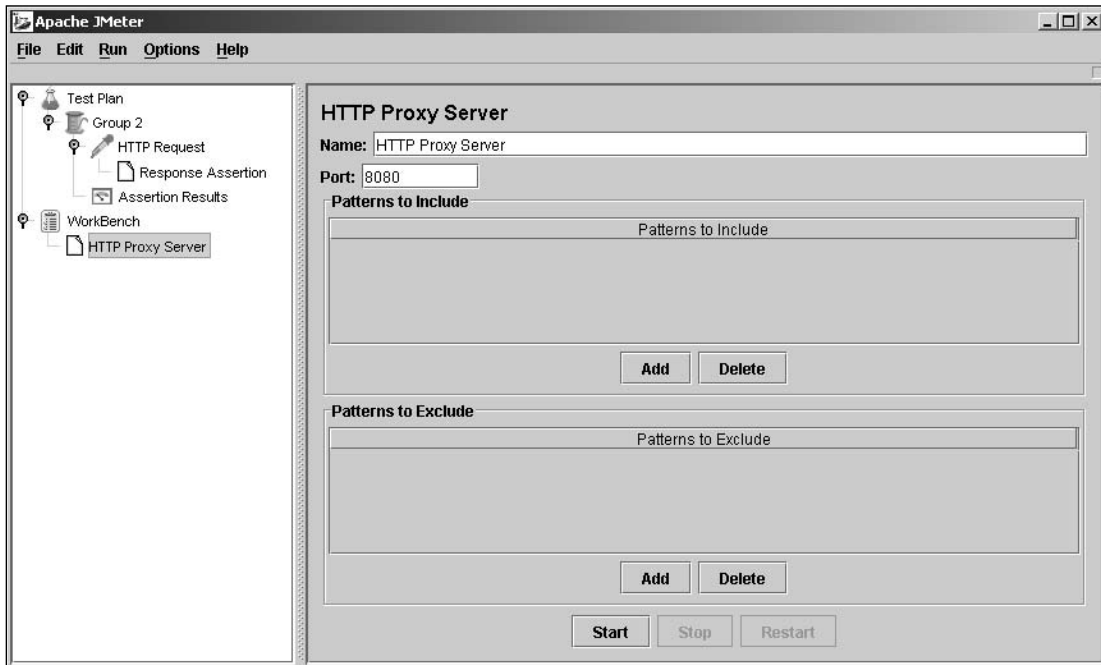 Apache JMeter
File Edit Run Options Help
Test Plan
Group 2
HTTP Request
Response Assertion
Assertion Results
WorkBench
HTTP Proxy Server
HTTP Proxy Server
Name: HTTP Proxy Server
Port: 8080
Patterns to Include
Patterns to Include
Add Delete
Patterns to Exclude
Patterns to Exclude
Add Delete
Start Stop Restart